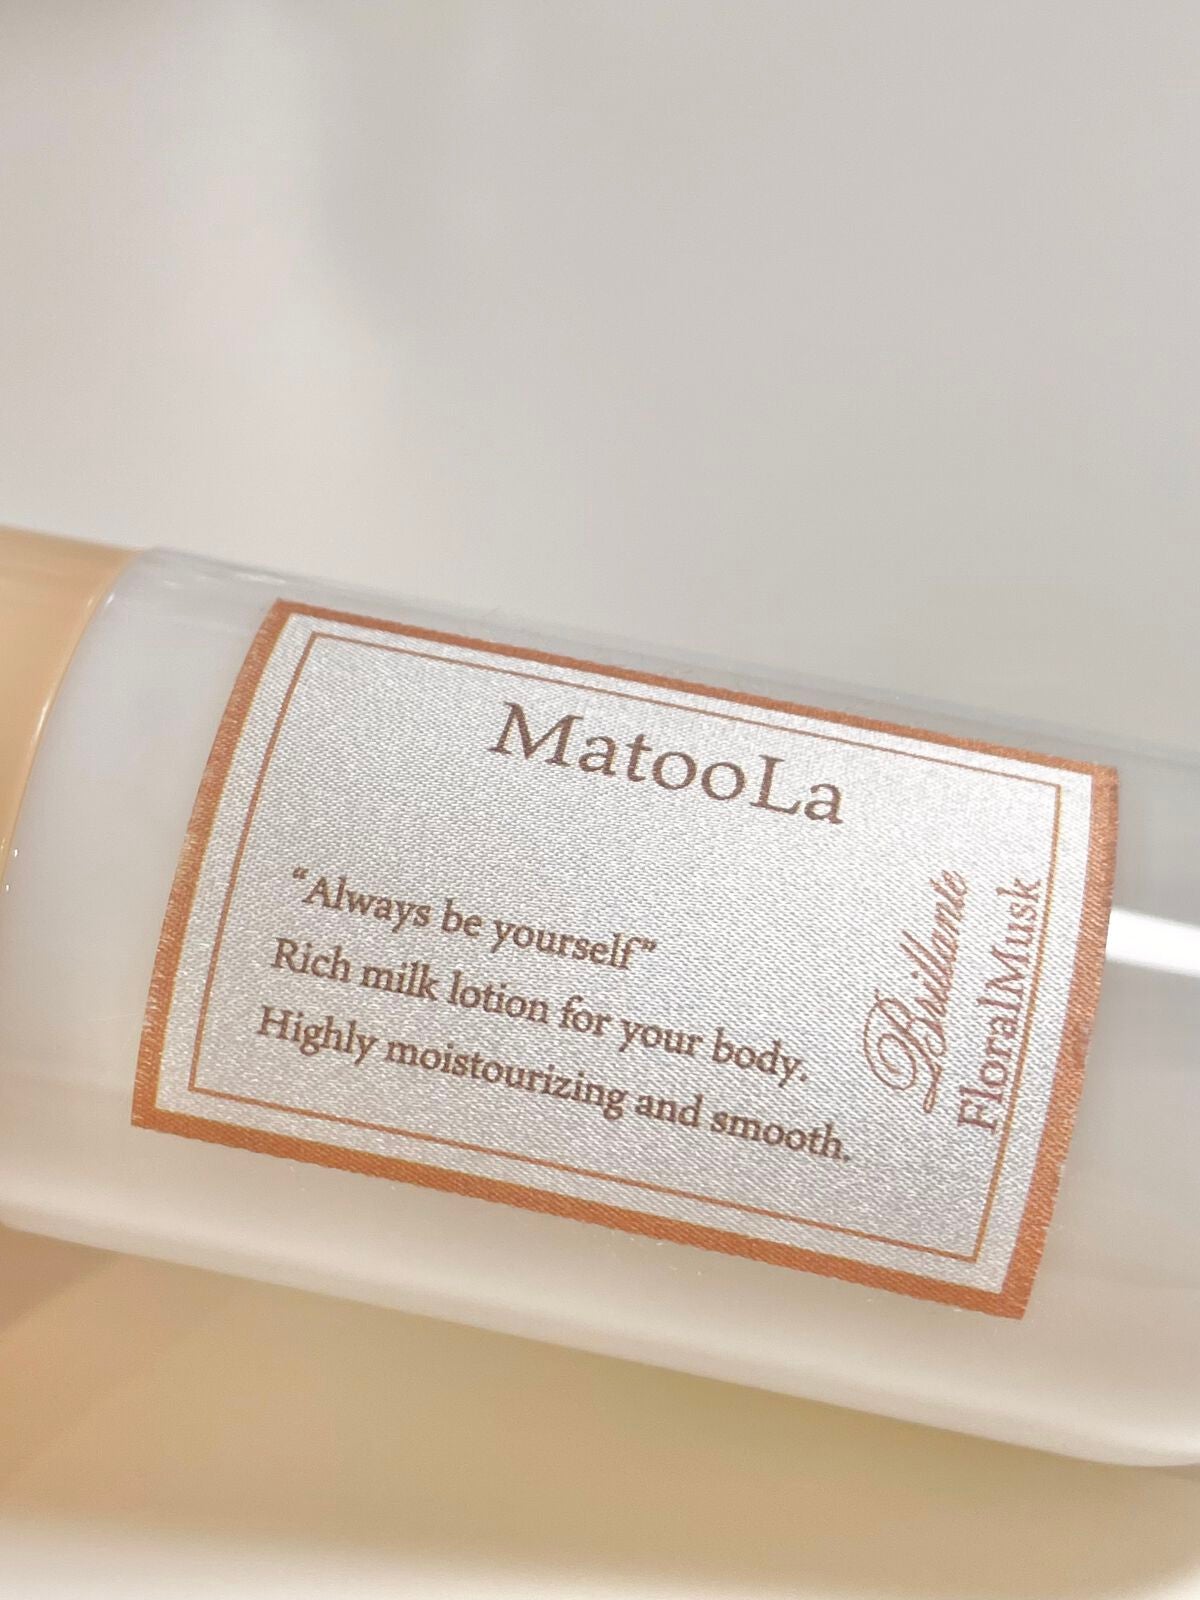 MatooLa
“Always be yourself”
Rich milk lotion for your body.
Highly moistourizing and smooth.
Brillante
FloralMusk